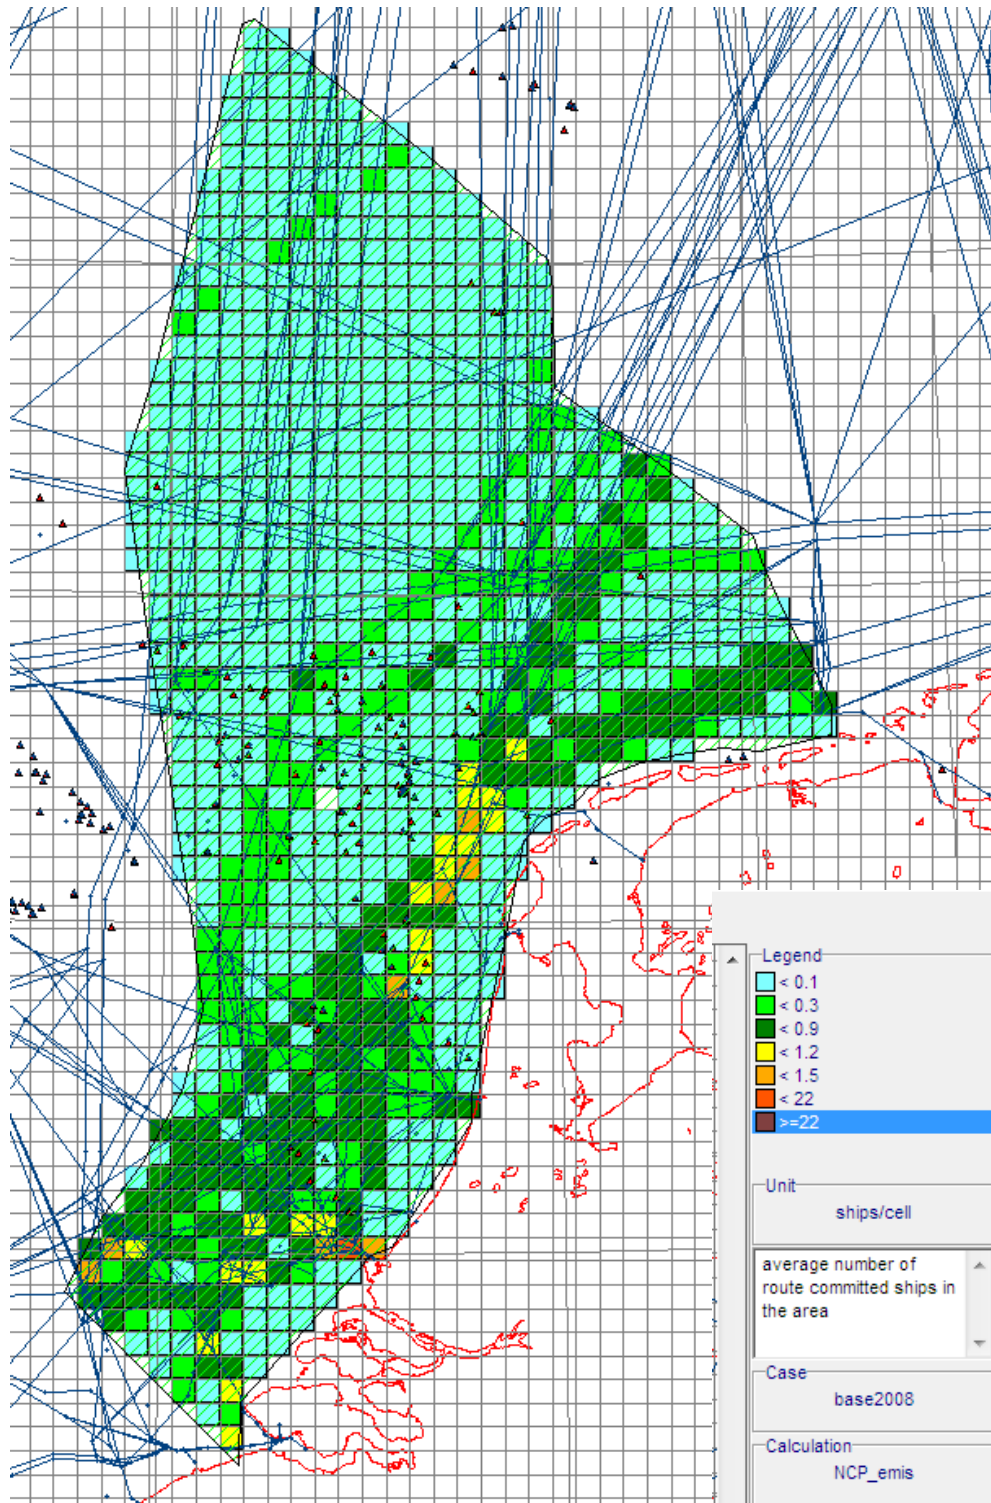 Legend
< 0.1
< 0.3
< 0.9
< 1.2
< 1.5
< 22
>=22
Unit
ships/cell
average number of
route committed ships in
the area
Case
base2008
Calculation
NCP_emis